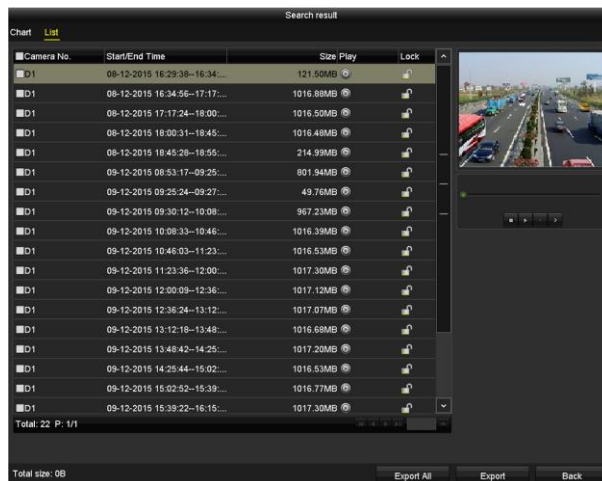 Search result
Chart List
Camera No. Start/End Time Size Play Lock
D1 08-12-2015 16:29:38--16:34:... 121.50MB
D1 08-12-2015 16:34:56--17:17:... 1016.88MB
D1 08-12-2015 17:17:24--18:00:... 1016.50MB
D1 08-12-2015 18:00:31--18:45:... 1016.48MB
D1 08-12-2015 18:45:28--18:55:... 214.99MB
D1 09-12-2015 08:53:17--09:25:... 801.94MB
D1 09-12-2015 09:25:24--09:27:... 49.76MB
D1 09-12-2015 09:30:12--10:08:... 967.23MB
D1 09-12-2015 10:08:33--10:46:... 1016.39MB
D1 09-12-2015 10:46:03--11:23:... 1016.53MB
D1 09-12-2015 11:23:36--12:00:... 1017.30MB
D1 09-12-2015 12:00:09--12:36:... 1017.12MB
D1 09-12-2015 12:36:24--13:12:... 1017.07MB
D1 09-12-2015 13:12:18--13:48:... 1016.68MB
D1 09-12-2015 13:48:42--14:25:... 1017.20MB
D1 09-12-2015 14:25:44--15:02:... 1016.53MB
D1 09-12-2015 15:02:52--15:39:... 1016.77MB
D1 09-12-2015 15:39:22--16:15:... 1017.30MB
Total: 22 P: 1/1
Total size: 0B Export All Export Back